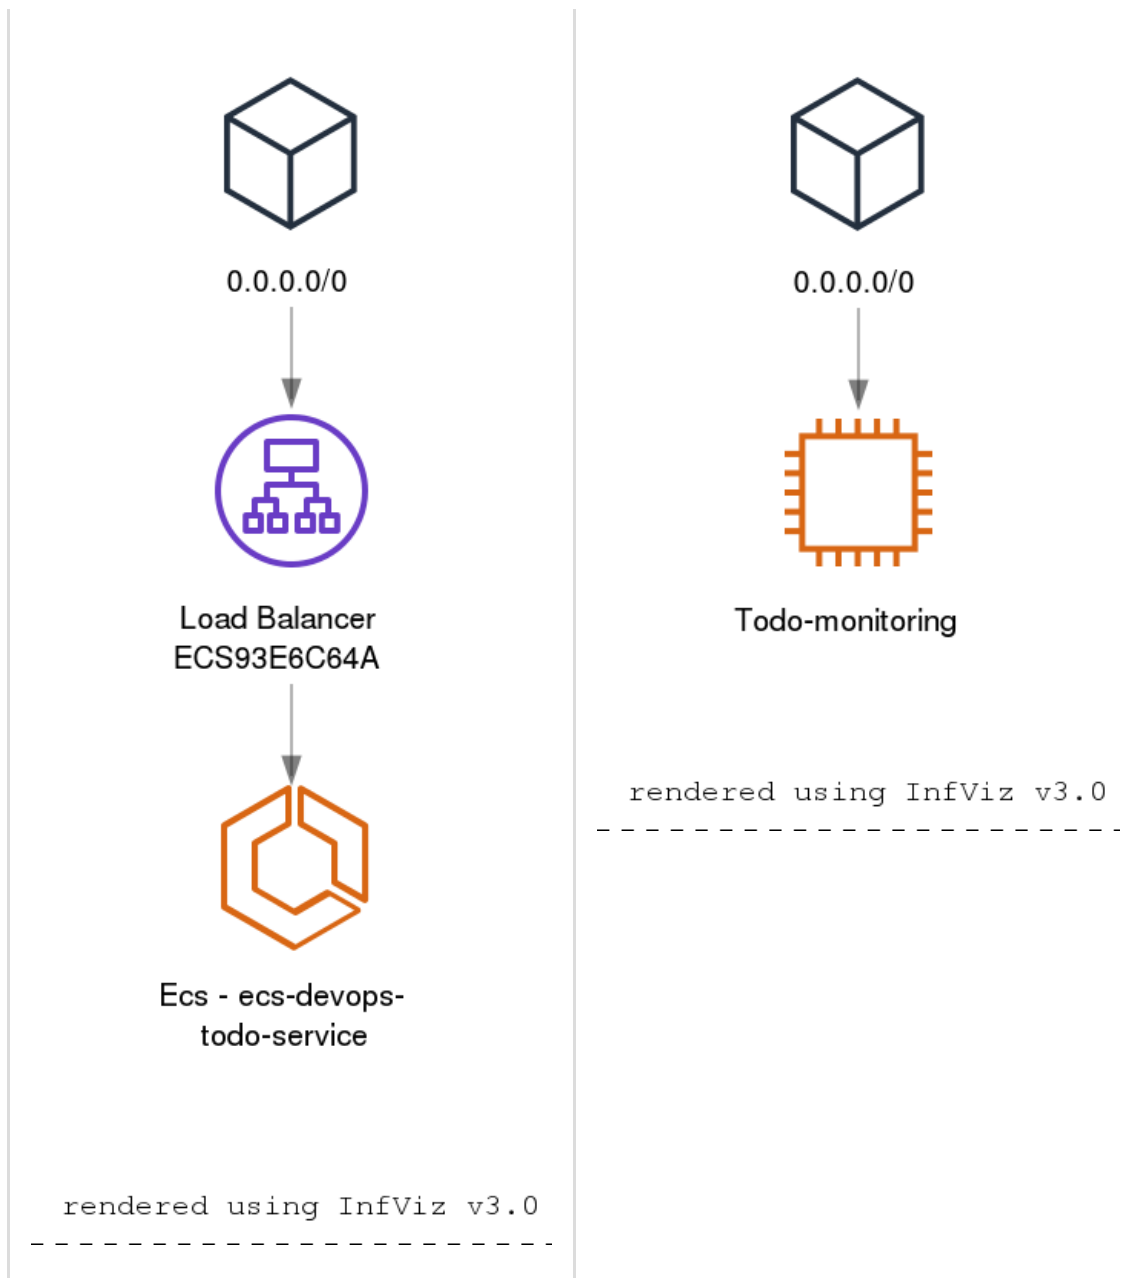 0.0.0.0/0
Load Balancer
ECS93E6C64A
Ecs - ecs-devops-
todo-service
rendered using InfViz v3.0
0.0.0.0/0
Todo-monitoring
rendered using InfViz v3.0